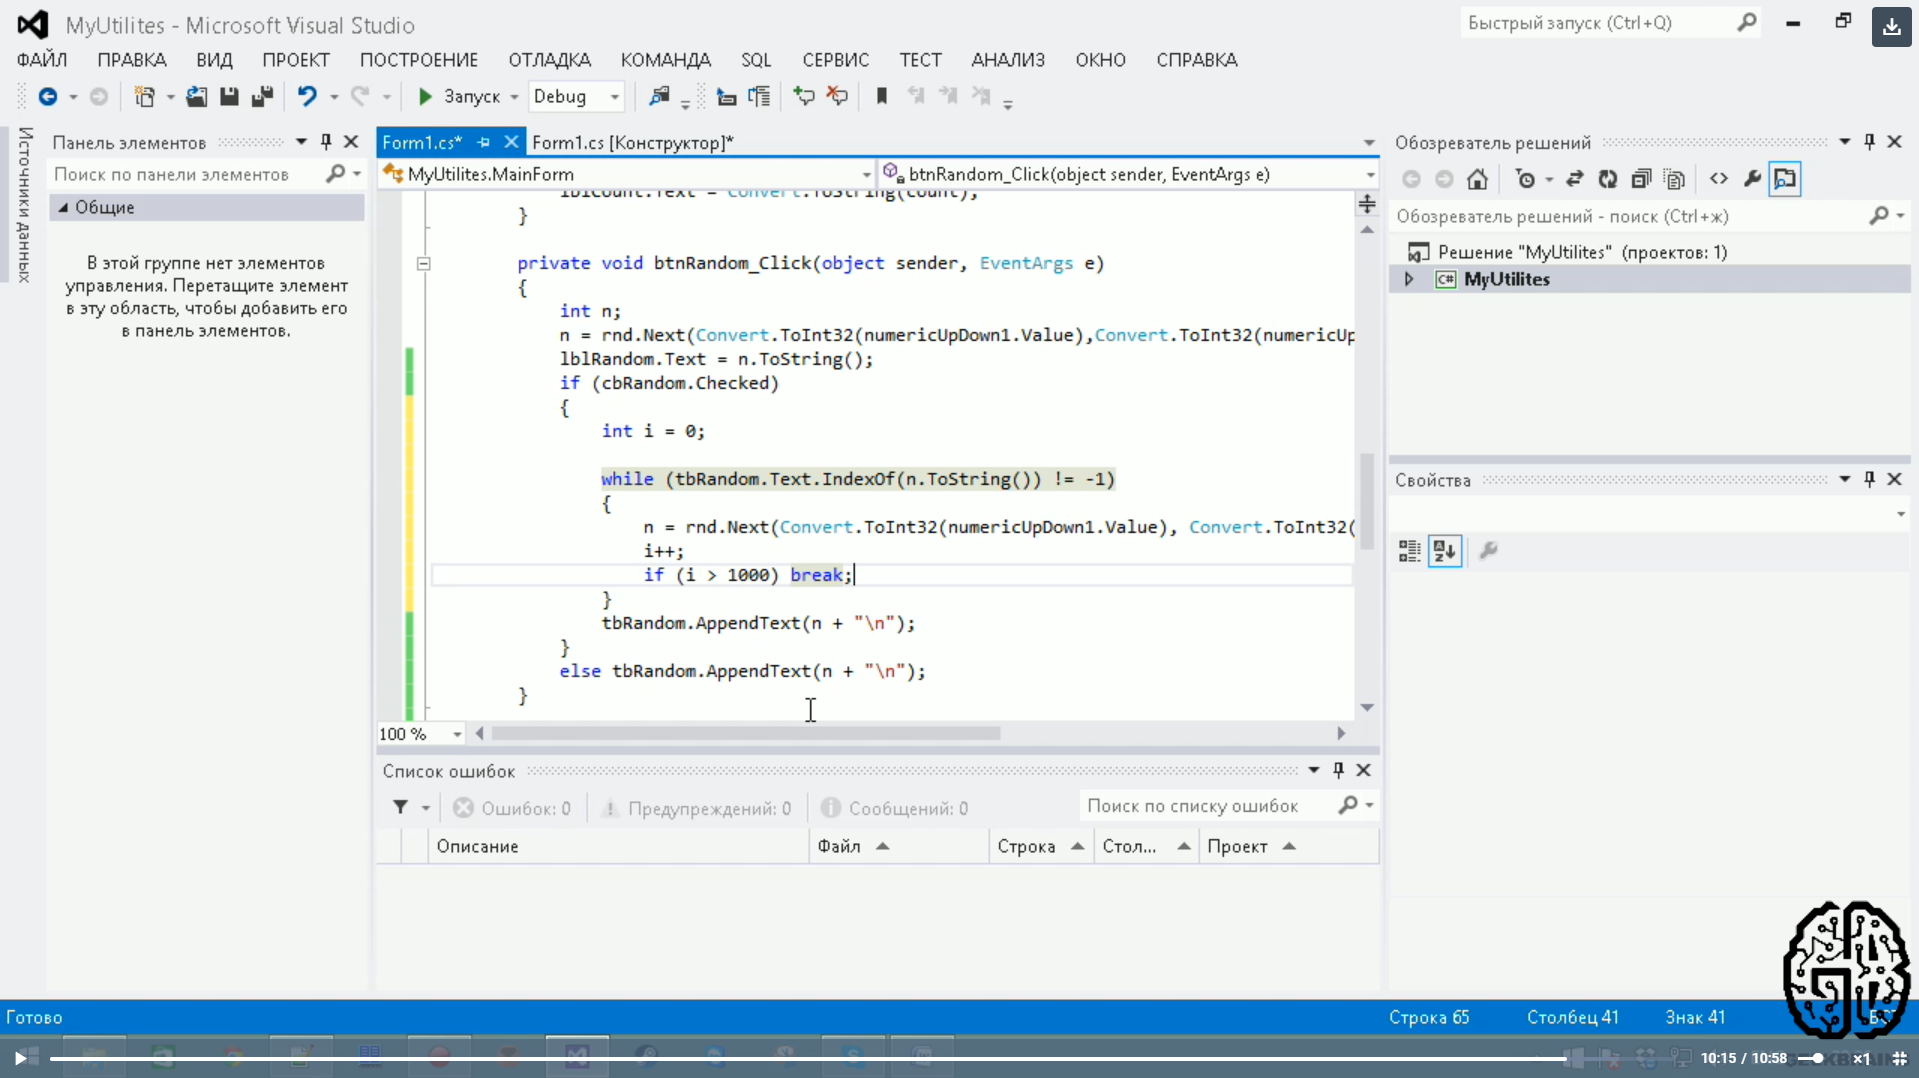 MyUtilites - Microsoft Visual Studio
Быстрый запуск (Ctrl+Q)
ФАЙЛ ПРАВКА ВИД ПРОЕКТ ПОСТРОЕНИЕ ОТЛАДКА КОМАНДА SQL СЕРВИС ТЕСТ АНАЛИЗ ОКНО СПРАВКА
Запуск Debug
Источники данных
Панель элементов
Поиск по панели элементов
Общие
В этой группе нет элементов
управления. Перетащите элемент
в эту область, чтобы добавить его
в панель элементов.
Form1.cs* Form1.cs [Конструктор]*
MyUtilites.MainForm btnRandom_Click(object sender, EventArgs e)
lblCount.Text = Convert.ToString(count);
}
private void btnRandom_Click(object sender, EventArgs e)
{
int n;
n = rnd.Next(Convert.ToInt32(numericUpDown1.Value),Convert.ToInt32(numericUp
lblRandom.Text = n.ToString();
if (cbRandom.Checked)
{
int i = 0;
while (tbRandom.Text.IndexOf(n.ToString()) != -1)
{
n = rnd.Next(Convert.ToInt32(numericUpDown1.Value), Convert.ToInt32(
i++;
if (i > 1000) break;
}
tbRandom.AppendText(n + "\n");
}
else tbRandom.AppendText(n + "\n");
}
100 %
Список ошибок
Ошибок: 0 Предупреждений: 0 Сообщений: 0
Поиск по списку ошибок
Описание Файл Строка Стол... Проект
Обозреватель решений
Обозреватель решений - поиск (Ctrl+ж)
Решение "MyUtilites" (проектов: 1)
C# MyUtilites
Свойства
Готово
Строка 65 Столбец 41 Знак 41
10:15 / 10:58 ×1